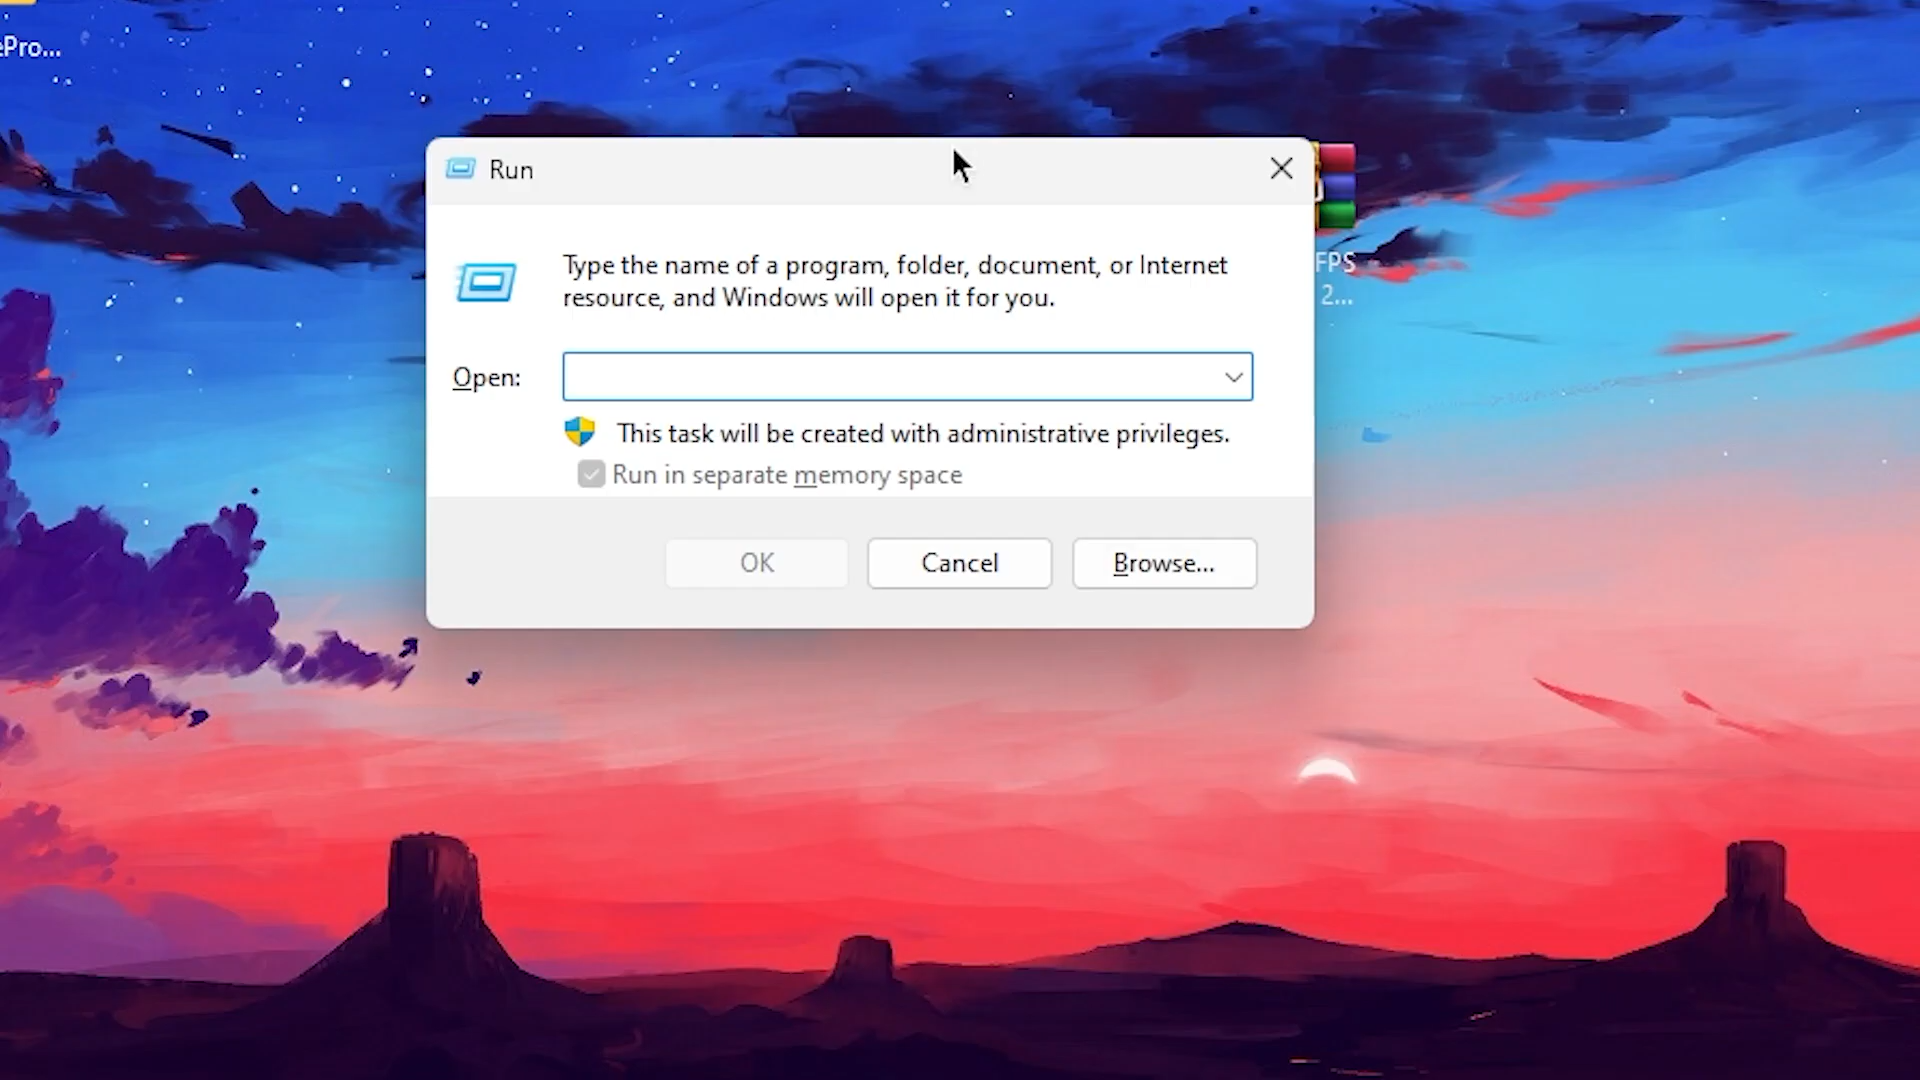 ePro...
Run
Type the name of a program, folder, document, or Internet
resource, and Windows will open it for you.
Open:
This task will be created with administrative privileges.
Run in separate memory space
OK
Cancel
Browse...
FPS
2...